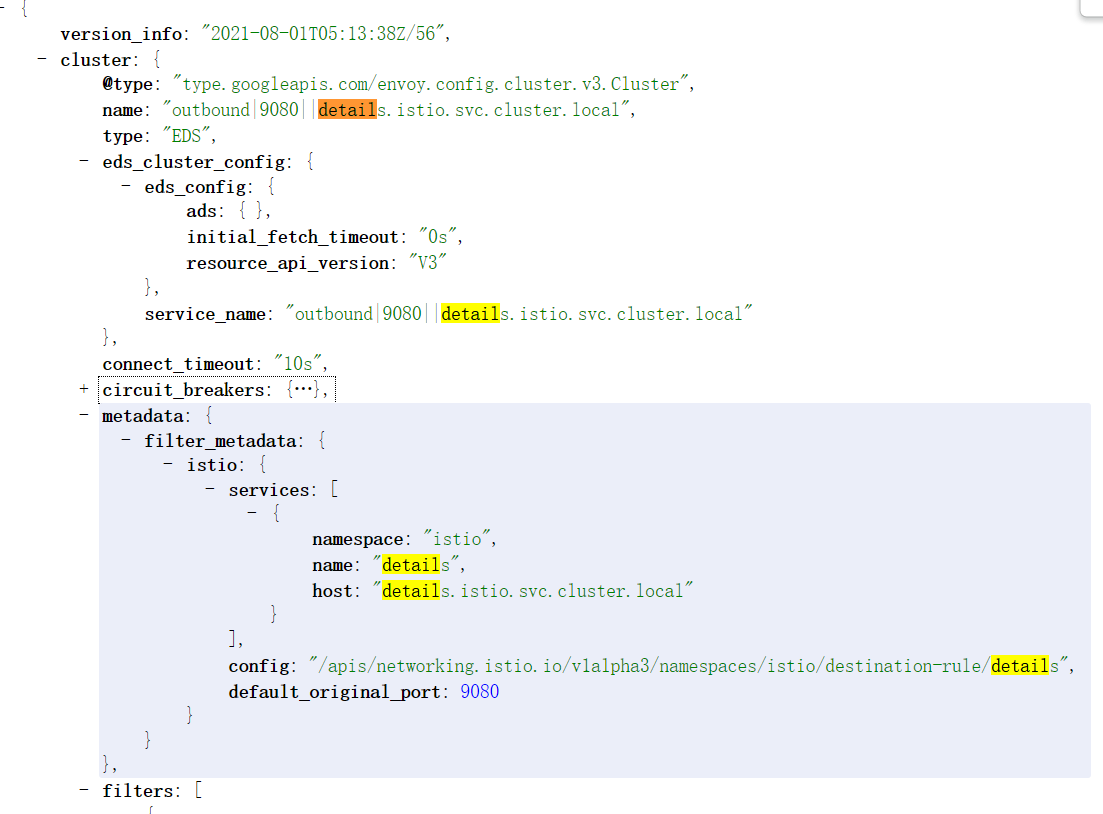 - {
version_info: "2021-08-01T05:13:38Z/56",
- cluster: {
@type: "type.googleapis.com/envoy.config.cluster.v3.Cluster",
name: "outbound|9080||details.istio.svc.cluster.local",
type: "EDS",
- eds_cluster_config: {
- eds_config: {
ads: { },
initial_fetch_timeout: "0s",
resource_api_version: "V3"
},
service_name: "outbound|9080||details.istio.svc.cluster.local"
},
connect_timeout: "10s",
+ circuit_breakers: {…},
- metadata: {
- filter_metadata: {
- istio: {
- services: [
- {
namespace: "istio",
name: "details",
host: "details.istio.svc.cluster.local"
}
],
config: "/apis/networking.istio.io/v1alpha3/namespaces/istio/destination-rule/details",
default_original_port: 9080
}
}
},
- filters: [
{